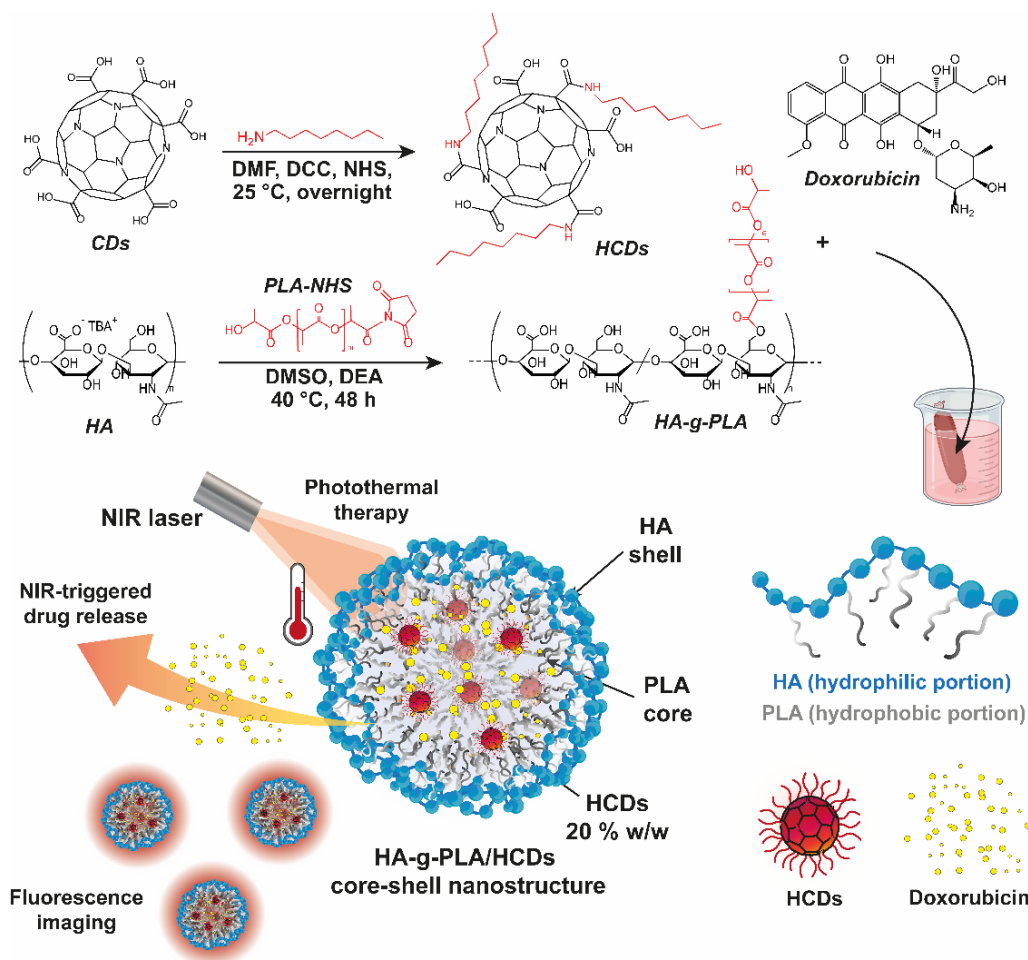 H₂N
DMF, DCC, NHS,
25 °C, overnight
CDs
HCDs
Doxorubicin
+
PLA-NHS
DMSO, DEA
40 °C, 48 h
HA
HA-g-PLA
NIR laser
Photothermal
therapy
HA
shell
NIR-triggered
drug release
PLA
core
HA (hydrophilic portion)
PLA (hydrophobic portion)
HCDs
20 % w/w
HA-g-PLA/HCDs
core-shell nanostructure
Fluorescence
imaging
HCDs
Doxorubicin